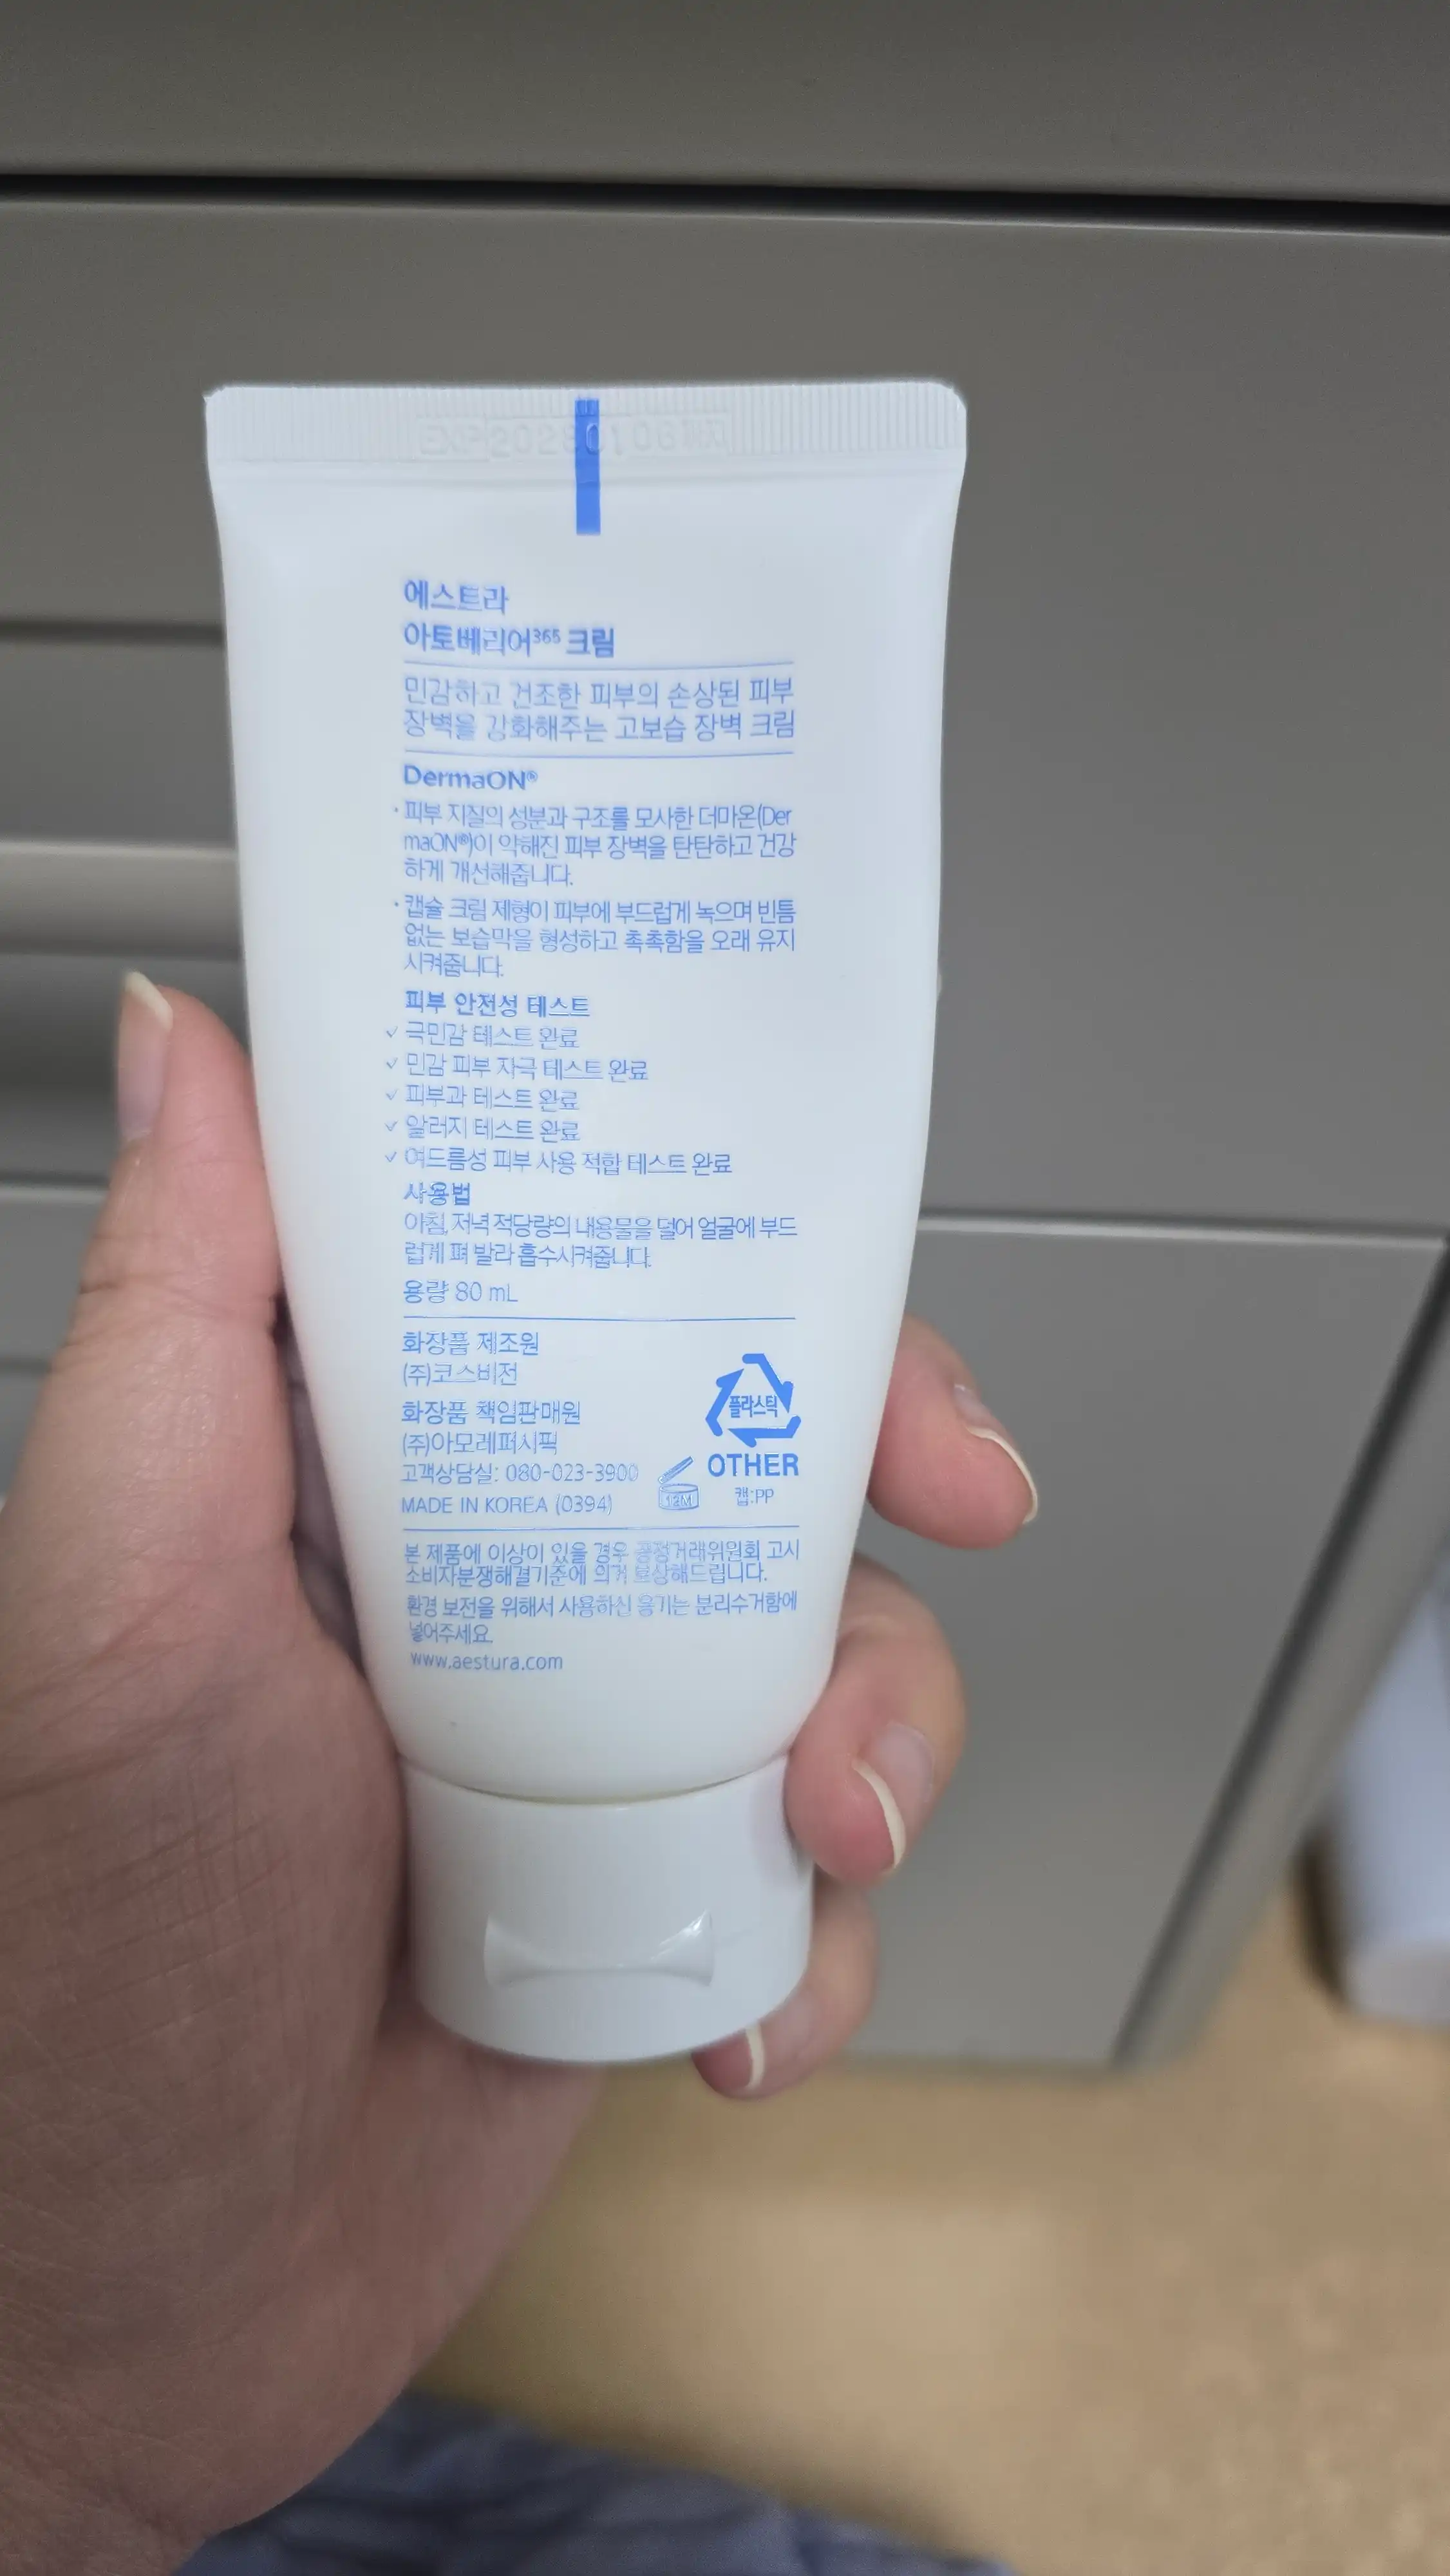 EXP 202801 06
에스트라
아토베리어365 크림
민감하고 건조한 피부의 손상된 피부
장벽을 강화해주는 고보습 장벽 크림
DermaON®
· 피부 지질의 성분과 구조를 모사한 더마온(Der
maON®)이 약해진 피부 장벽을 탄탄하고 건강
하게 개선해줍니다.
· 캡슐 크림 제형이 피부에 부드럽게 녹으며 빈틈
없는 보습막을 형성하고 촉촉함을 오래 유지
시켜줍니다.
피부 안전성 테스트
✓ 극민감 테스트 완료
✓ 민감 피부 자극 테스트 완료
✓ 피부과 테스트 완료
✓ 알러지 테스트 완료
✓ 여드름성 피부 사용 적합 테스트 완료
사용법
아침, 저녁 적당량의 내용물을 덜어 얼굴에 부드
럽게 펴 발라 흡수시켜줍니다.
용량 80 mL
화장품 제조원
(주)코스비전
화장품 책임판매원
(주)아모레퍼시픽
고객상담실: 080-023-3900
MADE IN KOREA (0394)
12M
플라스틱
OTHER
캡:PP
본 제품에 이상이 있을 경우 공정거래위원회 고시
소비자분쟁해결기준에 의거 보상해드립니다.
환경 보전을 위해서 사용하신 용기는 분리수거함에
넣어주세요.
www.aestura.com